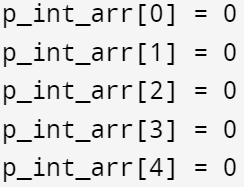 p_int_arr[0] = 0
p_int_arr[1] = 0
p_int_arr[2] = 0
p_int_arr[3] = 0
p_int_arr[4] = 0